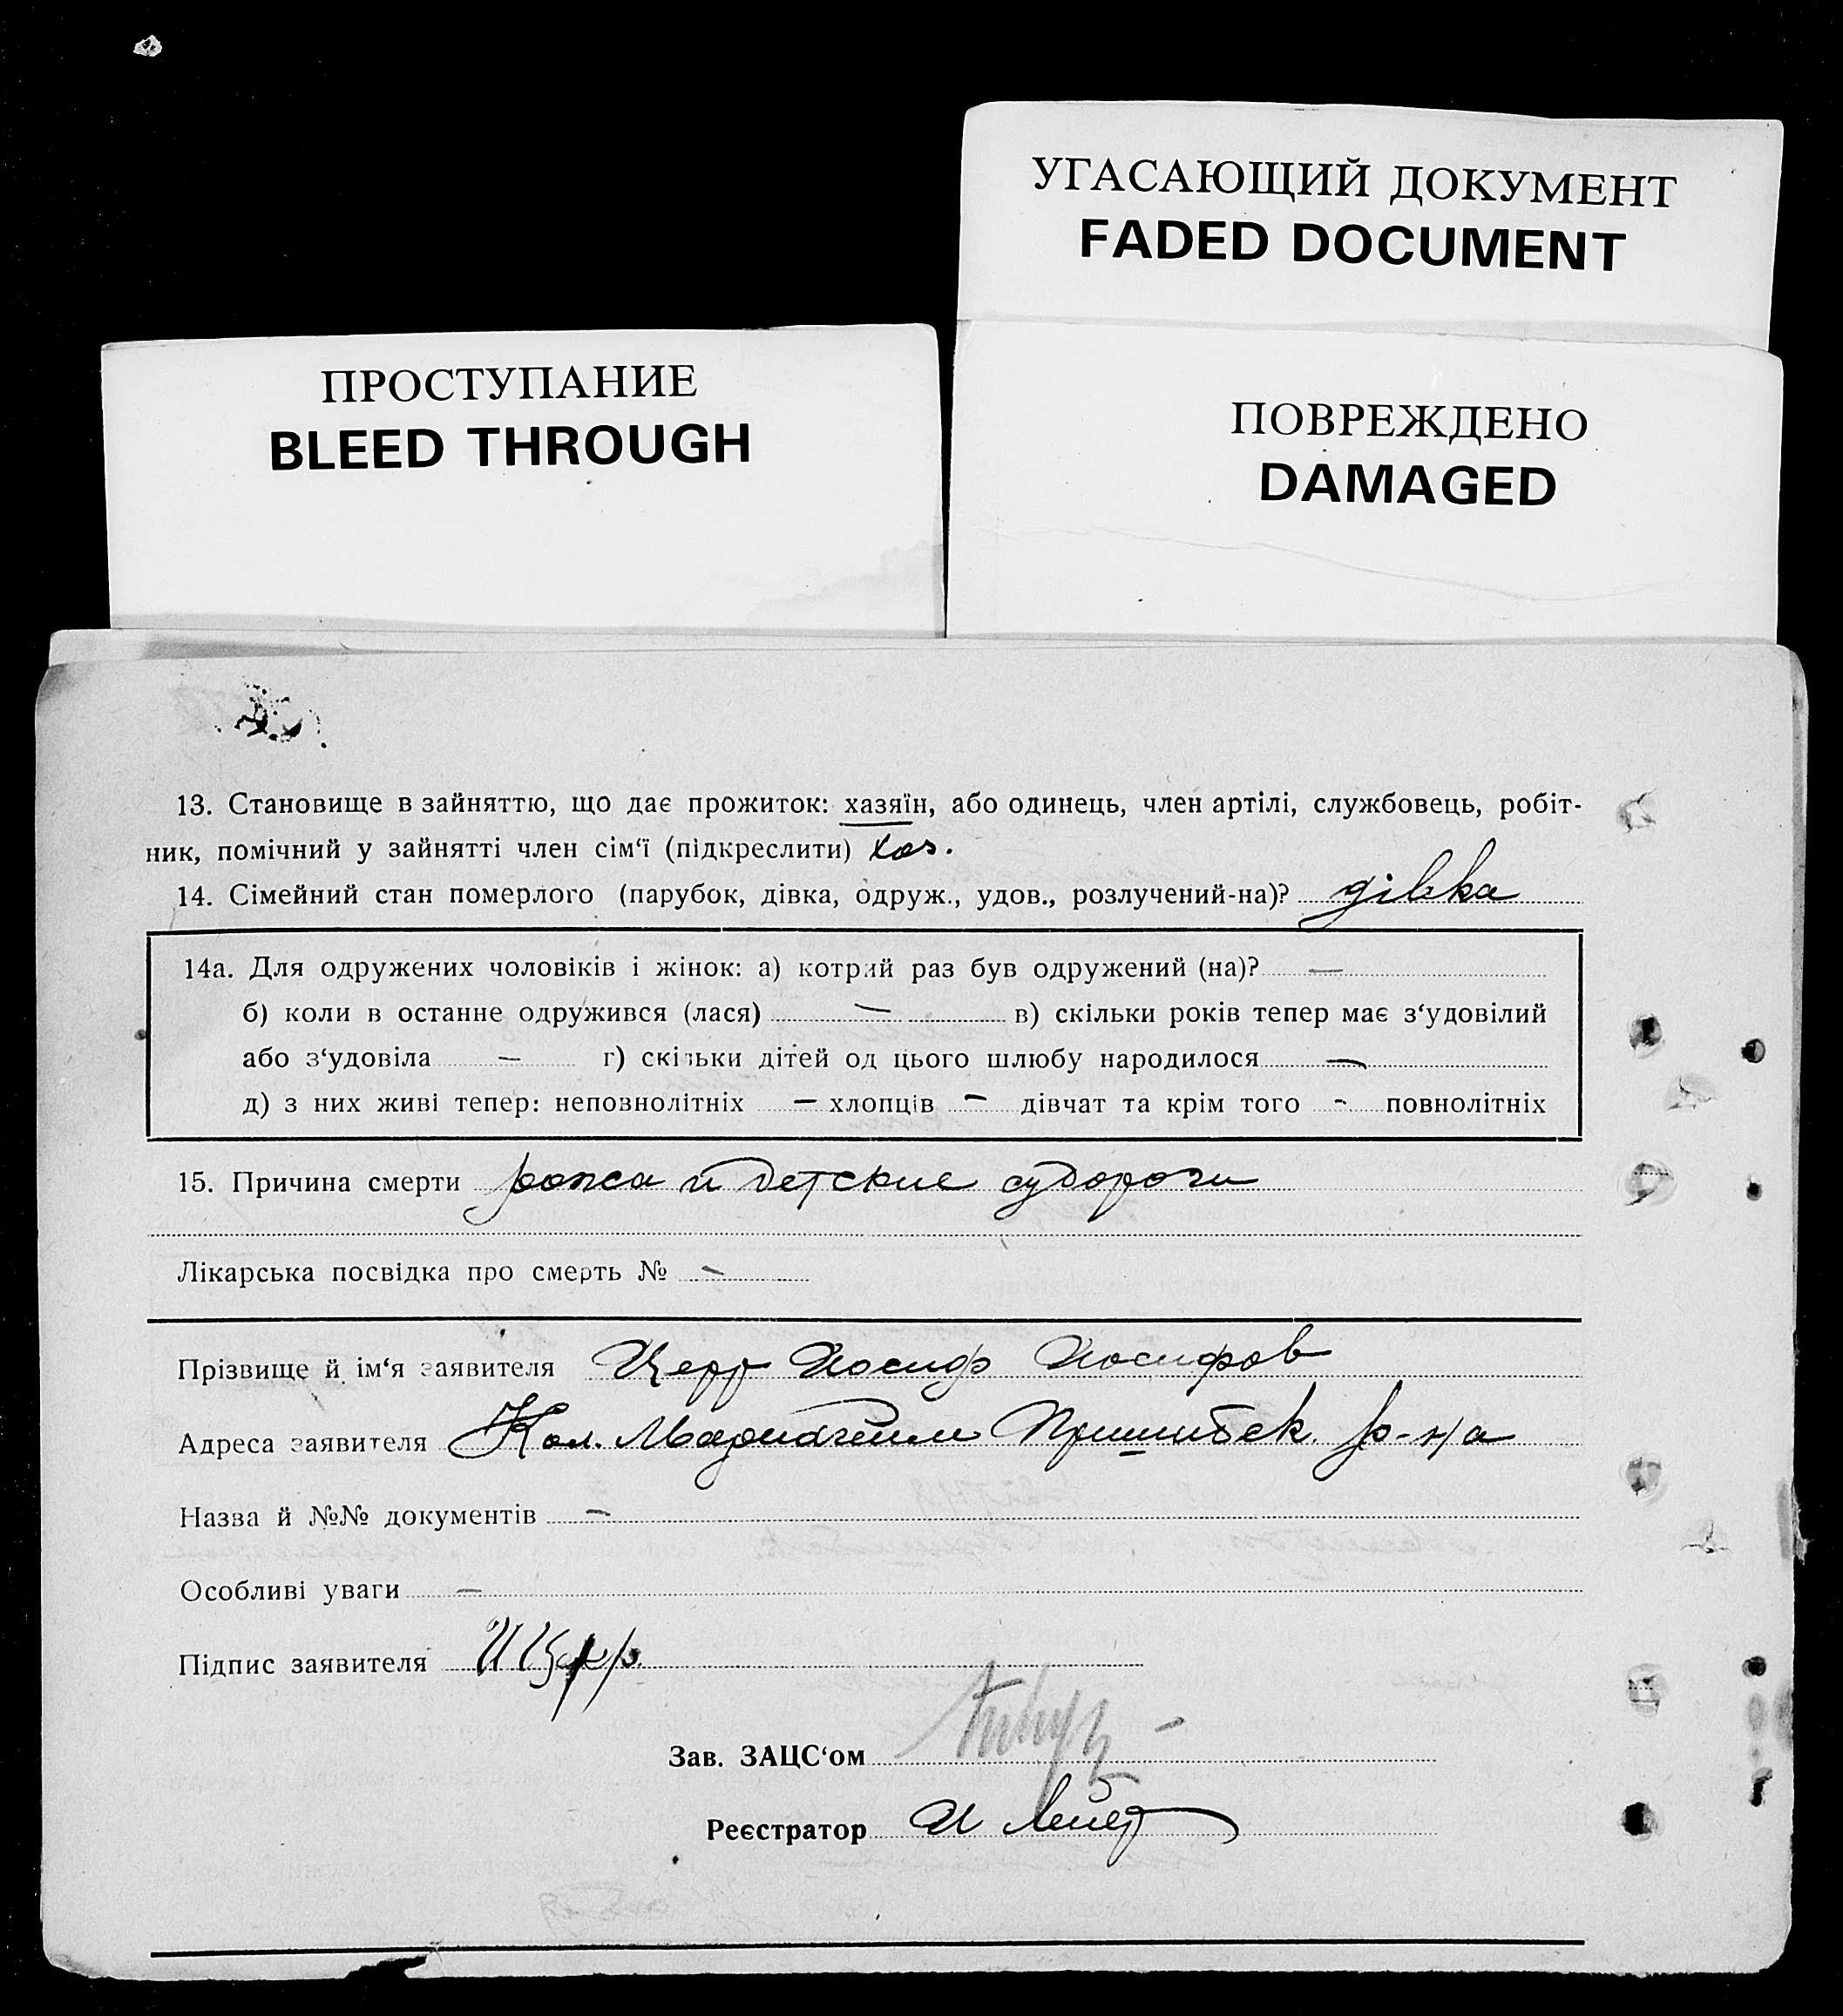 УГАСАЮЩИЙ ДОКУМЕНТ
FADED DOCUMENT
ПРОСТУПАНИЕ
BLEED THROUGH
ПОВРЕЖДЕНО
DAMAGED
13. Становище в зайняттю, що дає прожиток: хазяїн, або одинець, член артілі, службовець, робіт-
ник, помічний у зайнятті член сім‘ї (підкреслити) хаз.
14. Сімейний стан померлого (парубок, дівка, одруж., удов., розлучений-на)? дівка
14а. Для одружених чоловіків і жінок: а) котрий раз був одружений (на)? —
б) коли в останнє одружився (лася) — в) скільки років тепер має з‘удовілий
або з‘удовіла — г) скільки дітей од цього шлюбу народилося —
д) з них живі тепер: неповнолітніх — хлопців — дівчат та крім того - повнолітніх
15. Причина смерти рожа и детские судороги
Лікарська посвідка про смерть № -
Прізвище й ім‘я заявителя Церр Иосиф Иосифов
Адреса заявителя Кол. Пришибск. р-на
Назва й №№ документів —
Особливі уваги —
Підпис заявителя И Церр.
Зав. ЗАЦС‘ом
Реєстратор И